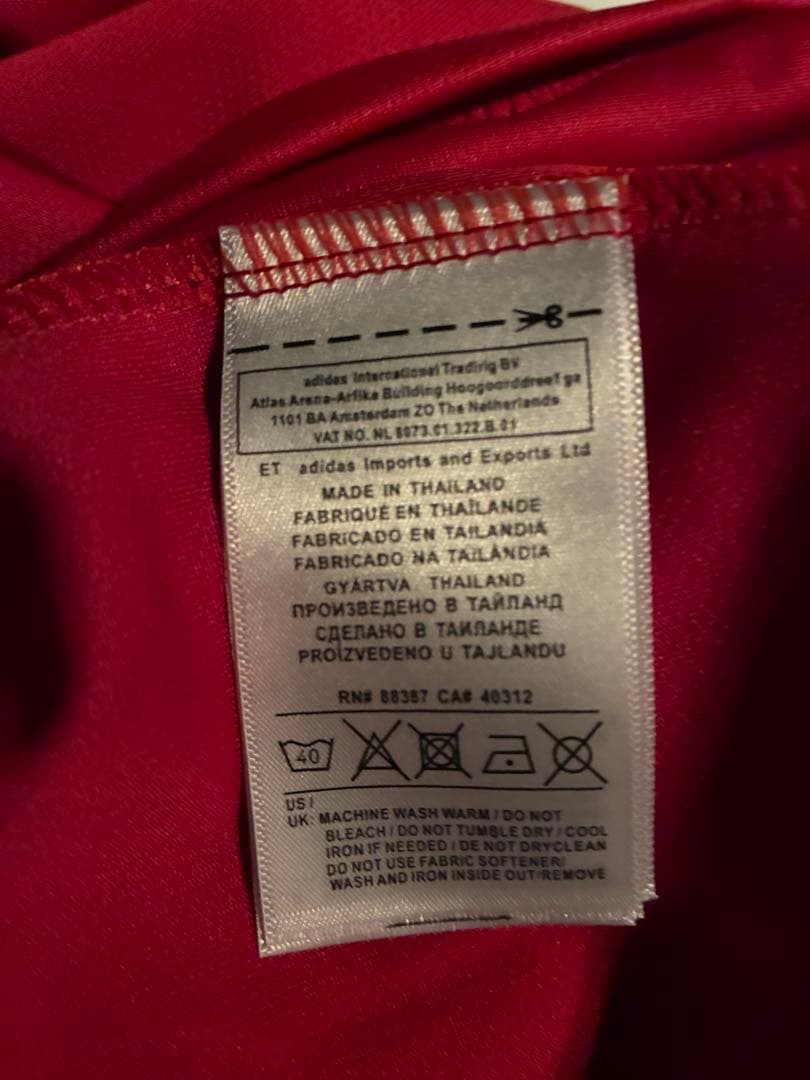 adidas International Tradirig BV
Atlas Arena-Arfike Building Hoogoorddreef ga
1101 BA Amsterdam ZO The Netherlands
VAT NO. NL 8073.01.322.B.01
ET adidas Imports and Exports Ltd
MADE IN THAILAND
FABRIQUÉ EN THAÏLANDE
FABRICADO EN TAILANDIA
FABRICADO NA TAILÂNDIA
GYÁRTVA THAILAND
ПРОИЗВЕДЕНО В ТАЙЛАНД
СДЕЛАНО В ТАИЛАНДЕ
PROIZVEDENO U TAJLANDU
RN# 88387 CA# 40312
40
US /
UK: MACHINE WASH WARM / DO NOT
BLEACH / DO NOT TUMBLE DRY / COOL
IRON IF NEEDED / DE NOT DRYCLEAN
DO NOT USE FABRIC SOFTENER/
WASH AND IRON INSIDE OUT/REMOVE